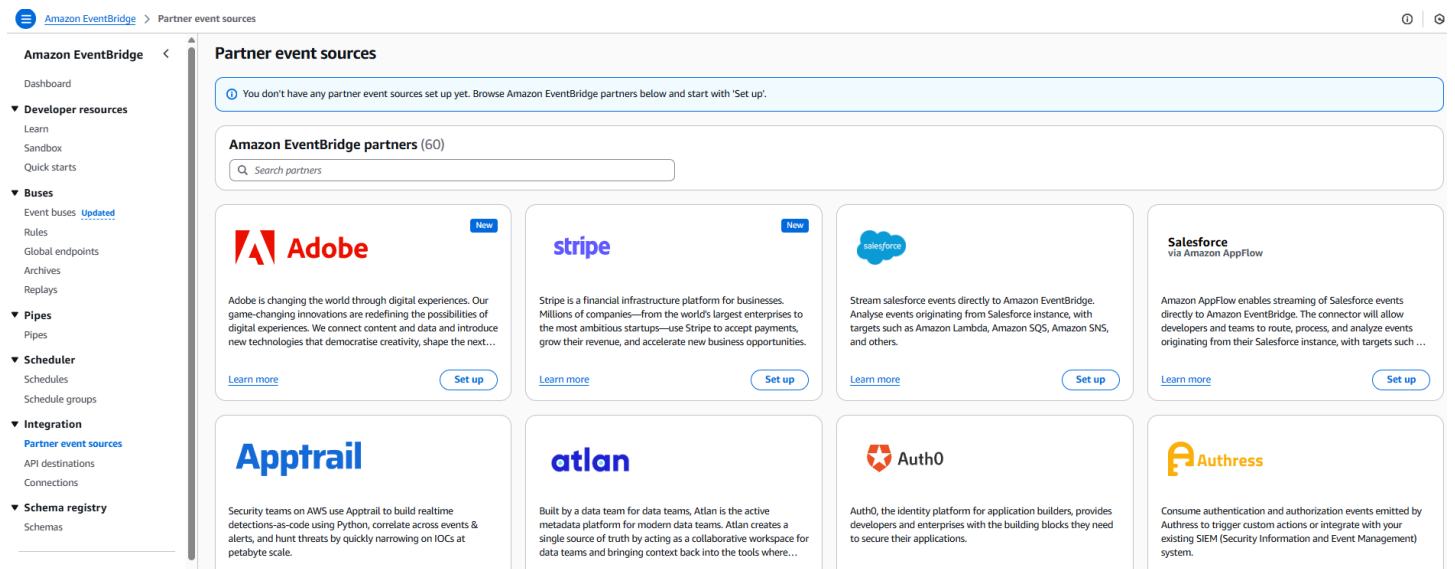 Amazon EventBridge > Partner event sources
Amazon EventBridge
Dashboard
Developer resources
Learn
Sandbox
Quick starts
Buses
Event buses Updated
Rules
Global endpoints
Archives
Replays
Pipes
Pipes
Scheduler
Schedules
Schedule groups
Integration
Partner event sources
API destinations
Connections
Schema registry
Schemas
Partner event sources
You don't have any partner event sources set up yet. Browse Amazon EventBridge partners below and start with 'Set up'.
Amazon EventBridge partners (60)
Search partners
New
Adobe
Adobe is changing the world through digital experiences. Our
game-changing innovations are redefining the possibilities of
digital experiences. We connect content and data and introduce
new technologies that democratise creativity, shape the next...
Learn more
Set up
New
stripe
Stripe is a financial infrastructure platform for businesses.
Millions of companies—from the world's largest enterprises to
the most ambitious startups—use Stripe to accept payments,
grow their revenue, and accelerate new business opportunities.
Learn more
Set up
salesforce
Stream salesforce events directly to Amazon EventBridge.
Analyse events originating from Salesforce instance, with
targets such as Amazon Lambda, Amazon SQS, Amazon SNS,
and others.
Learn more
Set up
Salesforce
via Amazon AppFlow
Amazon AppFlow enables streaming of Salesforce events
directly to Amazon EventBridge. The connector will allow
developers and teams to route, process, and analyze events
originating from their Salesforce instance, with targets such ...
Learn more
Set up
Apptrail
Security teams on AWS use Apptrail to build realtime
detections-as-code using Python, correlate across events &
alerts, and hunt threats by quickly narrowing on IOCs at
petabyte scale.
atlan
Built by a data team for data teams, Atlan is the active
metadata platform for modern data teams. Atlan creates a
single source of truth by acting as a collaborative workspace for
data teams and bringing context back into the tools where...
Auth0
Auth0, the identity platform for application builders, provides
developers and enterprises with the building blocks they need
to secure their applications.
Authress
Consume authentication and authorization events emitted by
Authress to trigger custom actions or integrate with your
existing SIEM (Security Information and Event Management)
system.